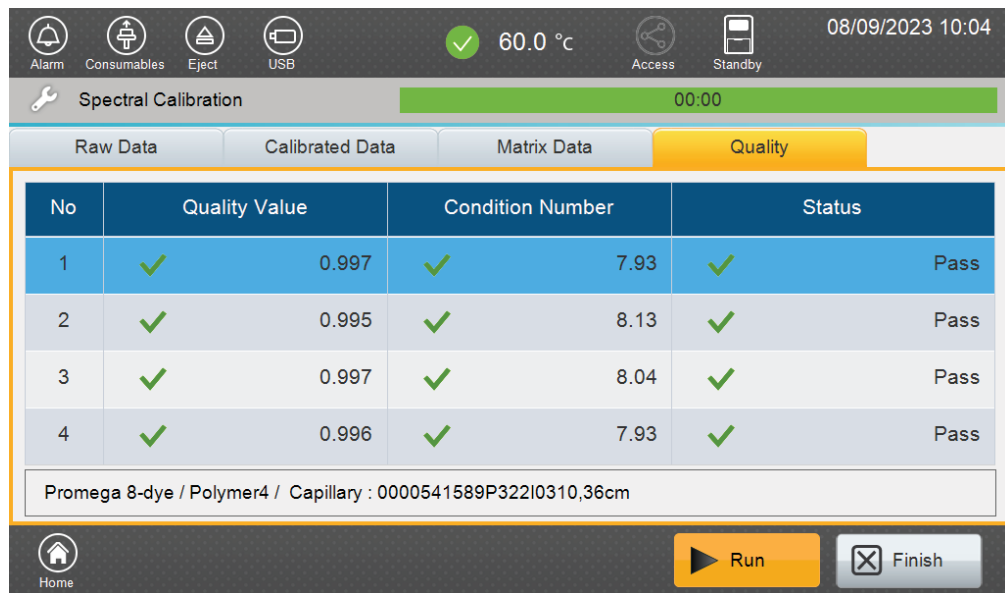 60.0 °c
08/09/2023 10:04
Alarm Consumables Eject USB Access Standby
Spectral Calibration 00:00
Raw Data Calibrated Data Matrix Data Quality
No Quality Value Condition Number Status
1 0.997 7.93 Pass
2 0.995 8.13 Pass
3 0.997 8.04 Pass
4 0.996 7.93 Pass
Promega 8-dye / Polymer4 / Capillary : 0000541589P322I0310,36cm
Run Finish
Home